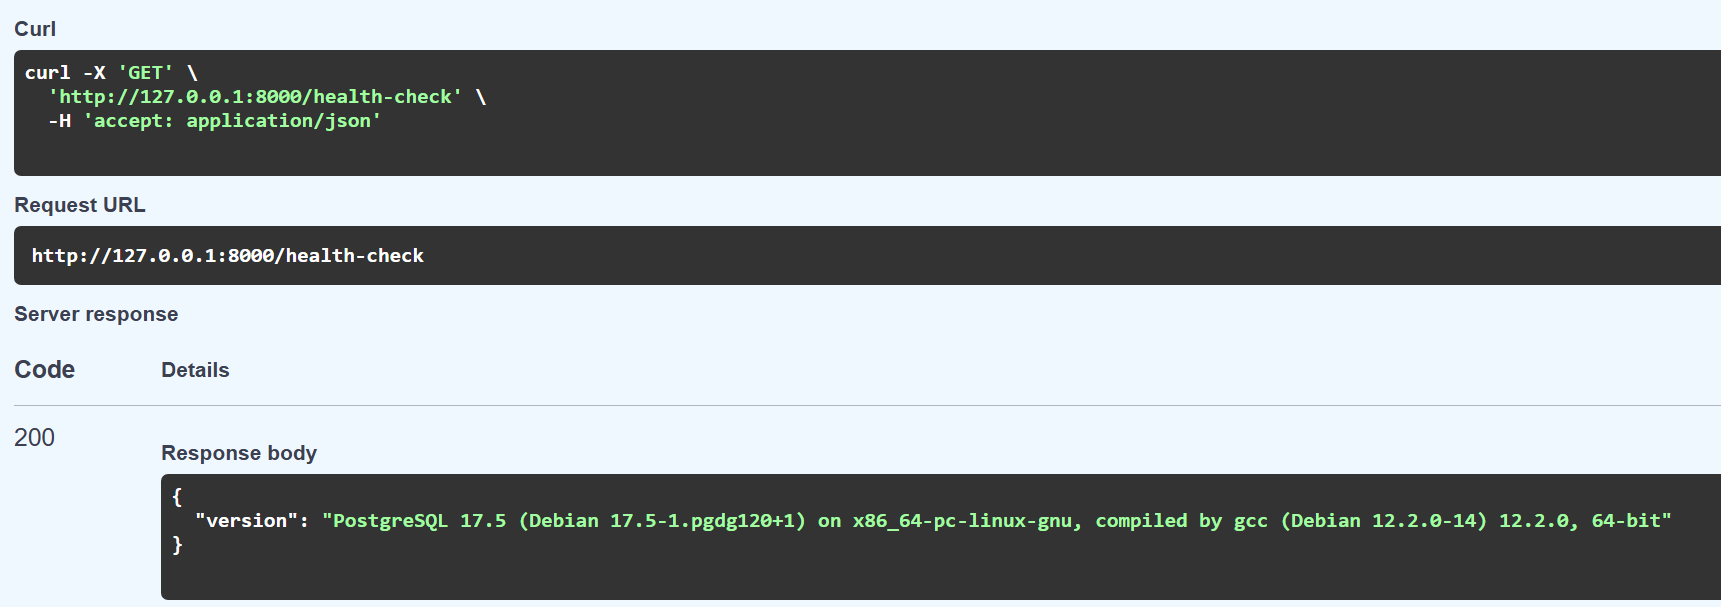 Curl
curl -X 'GET' \
  'http://127.0.0.1:8000/health-check' \
  -H 'accept: application/json'
Request URL
http://127.0.0.1:8000/health-check
Server response
Code Details
200
Response body
{
  "version": "PostgreSQL 17.5 (Debian 17.5-1.pgdg120+1) on x86_64-pc-linux-gnu, compiled by gcc (Debian 12.2.0-14) 12.2.0, 64-bit"
}